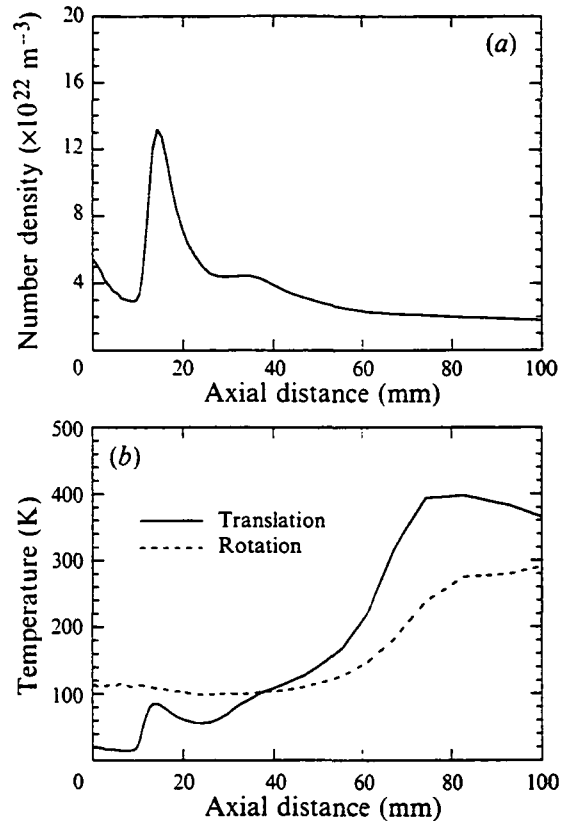 20
(a)
16
12
8
4
Number density (×10²² m⁻³)
0
20
40
60
80
100
Axial distance (mm)
500
(b)
400
Translation
Rotation
300
200
100
Temperature (K)
0
20
40
60
80
100
Axial distance (mm)